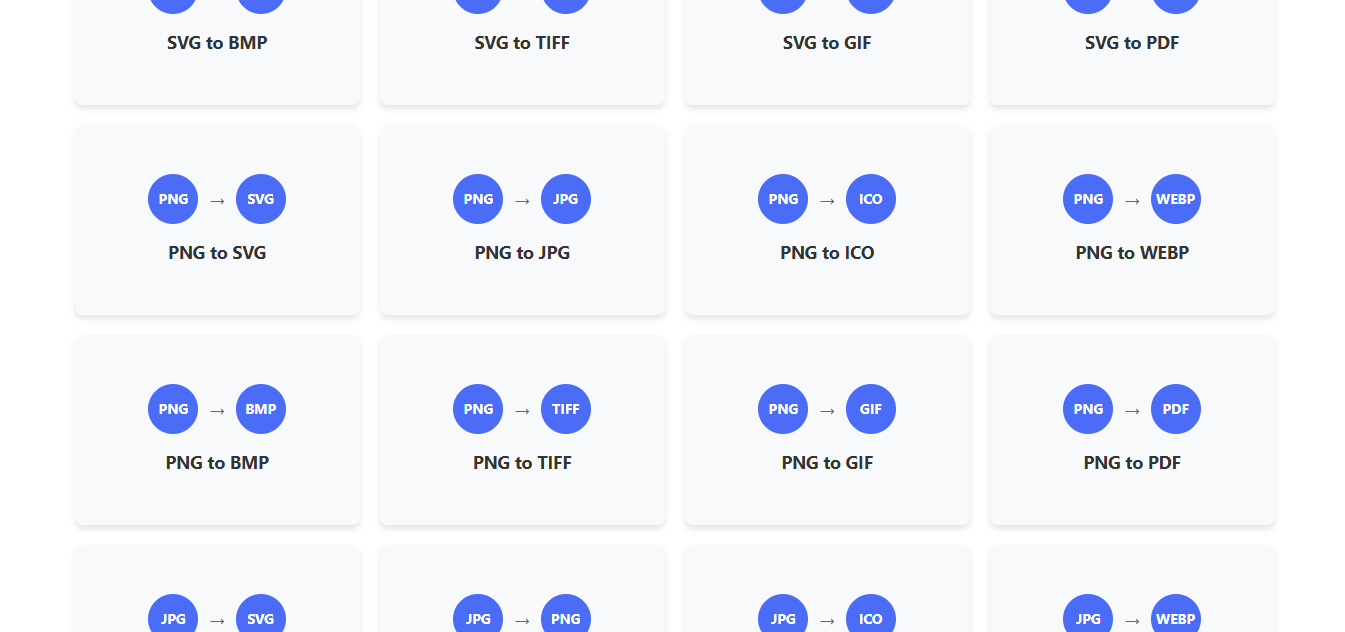 SVG to BMP SVG to TIFF SVG to GIF SVG to PDF
PNG → SVG PNG → JPG PNG → ICO PNG → WEBP
PNG to SVG PNG to JPG PNG to ICO PNG to WEBP
PNG → BMP PNG → TIFF PNG → GIF PNG → PDF
PNG to BMP PNG to TIFF PNG to GIF PNG to PDF
JPG → SVG JPG → PNG JPG → ICO JPG → WEBP